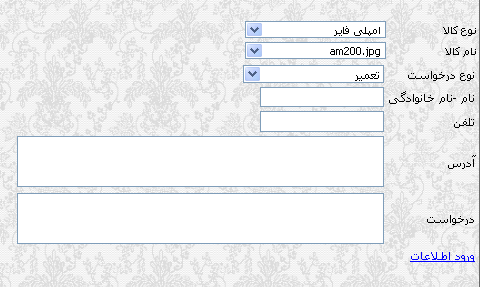 نوع کالا امپلی فایر
نام کالا am200.jpg
نوع درخواست تعمیر
نام -نام خانوادگی
تلفن
آدرس
درخواست
ورود اطلاعات